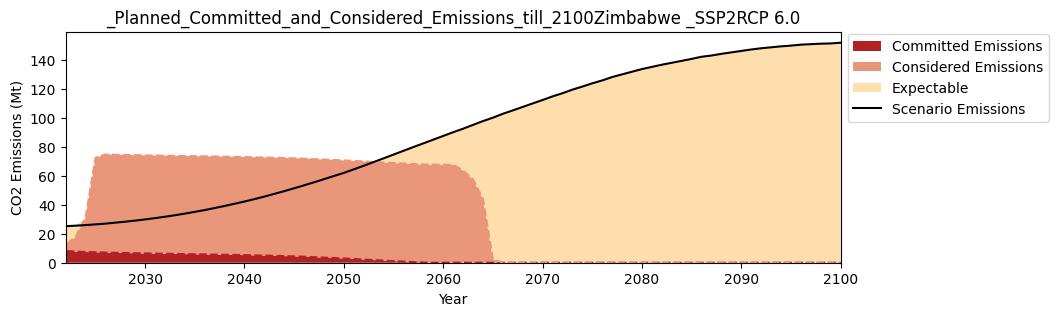 _Planned_Committed_and_Considered_Emissions_till_2100Zimbabwe _SSP2RCP 6.0
Committed Emissions
Considered Emissions
Expectable
Scenario Emissions
CO2 Emissions (Mt)
140
120
100
80
60
40
20
0
2030 2040 2050 2060 2070 2080 2090 2100
Year